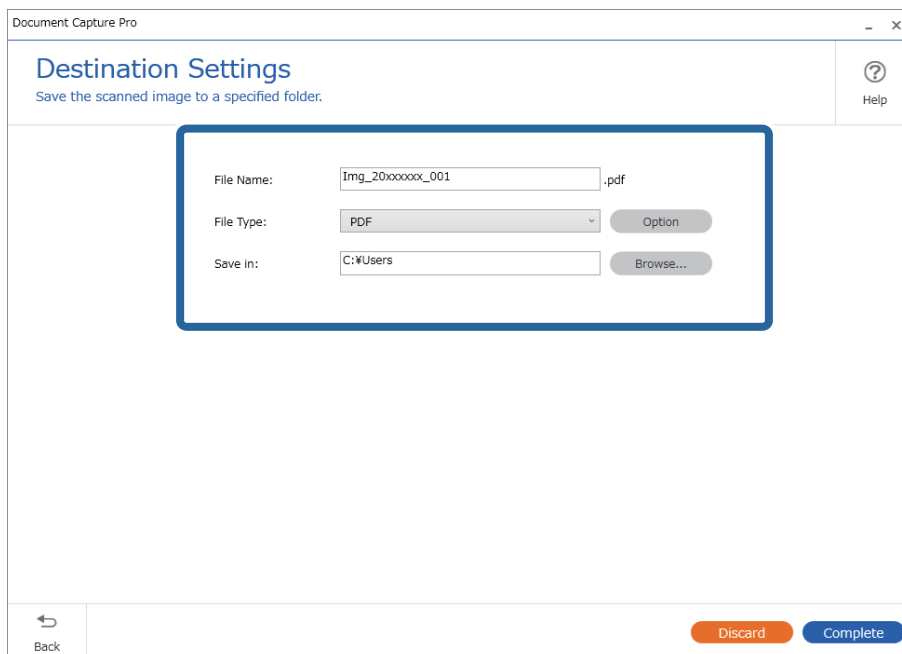 Document Capture Pro
Destination Settings
Save the scanned image to a specified folder.
Help
File Name: Img_20xxxxxx_001 .pdf
File Type: PDF Option
Save in: C:¥Users Browse...
Back
Discard Complete